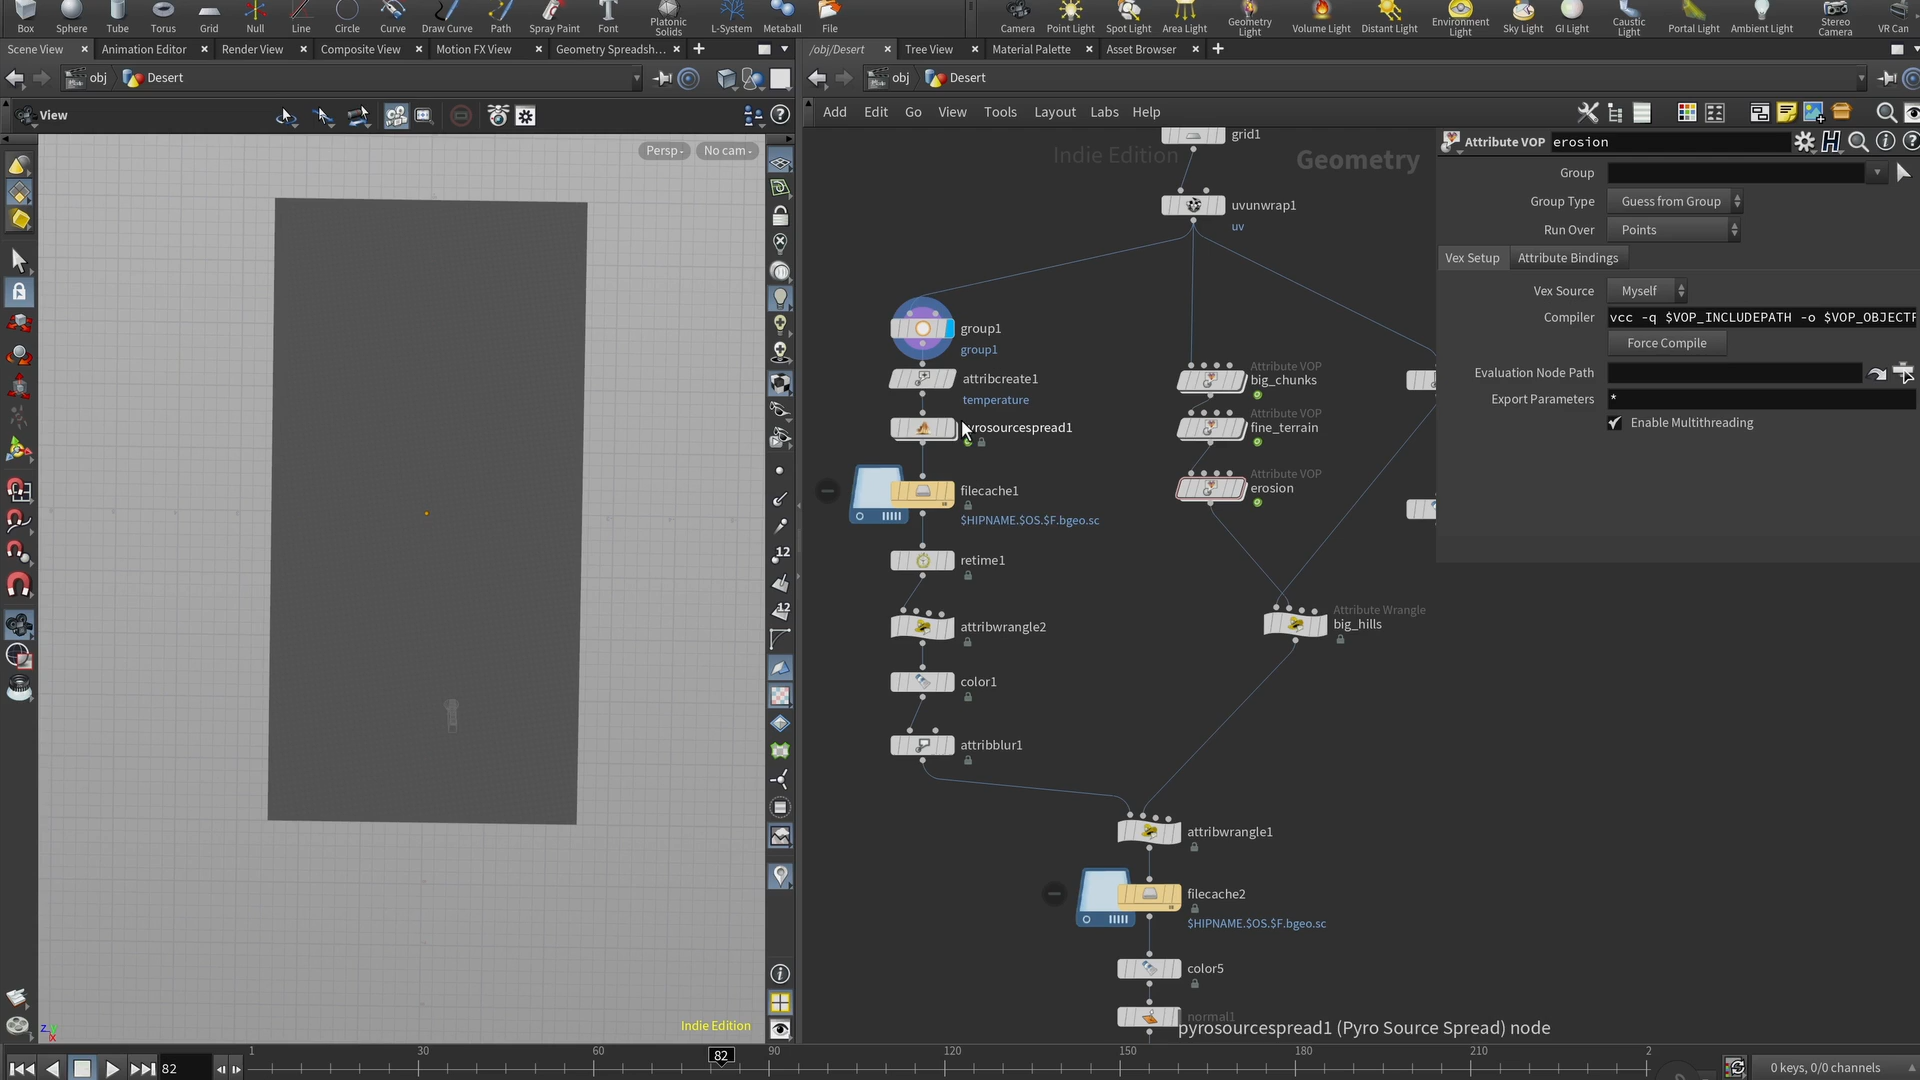 Box Sphere Tube Torus Grid Null Line Circle Curve Draw Curve Path Spray Paint Font Platonic Solids L-System Metaball File
Camera Point Light Spot Light Area Light Geometry Light Volume Light Distant Light Environment Light Sky Light GI Light Caustic Light Portal Light Ambient Light Stereo Camera VR Can
Scene View × Animation Editor × Render View × Composite View × Motion FX View × Geometry Spreadsh... × +
/obj/Desert × Tree View × Material Palette × Asset Browser × +
obj Desert
obj Desert
View
Add Edit Go View Tools Layout Labs Help
Persp No cam
Indie Edition
Geometry
grid1
uvunwrap1
uv
group1
group1
attribcreate1
temperature
yrosourcespread1
filecache1
$HIPNAME.$OS.$F.bgeo.sc
retime1
attribwrangle2
color1
attribblur1
Attribute VOP
big_chunks
Attribute VOP
fine_terrain
Attribute VOP
erosion
Attribute Wrangle
big_hills
attribwrangle1
filecache2
$HIPNAME.$OS.$F.bgeo.sc
color5
normal1
pyrosourcespread1 (Pyro Source Spread) node
Attribute VOP erosion
Group
Group Type Guess from Group
Run Over Points
Vex Setup Attribute Bindings
Vex Source Myself
Compiler vcc -q $VOP_INCLUDEPATH -o $VOP_OBJECTF
Force Compile
Evaluation Node Path
Export Parameters *
Enable Multithreading
12
12
z y
x
Indie Edition
82
1 30 60 82 90 120 150 180 210 2
0 keys, 0/0 channels